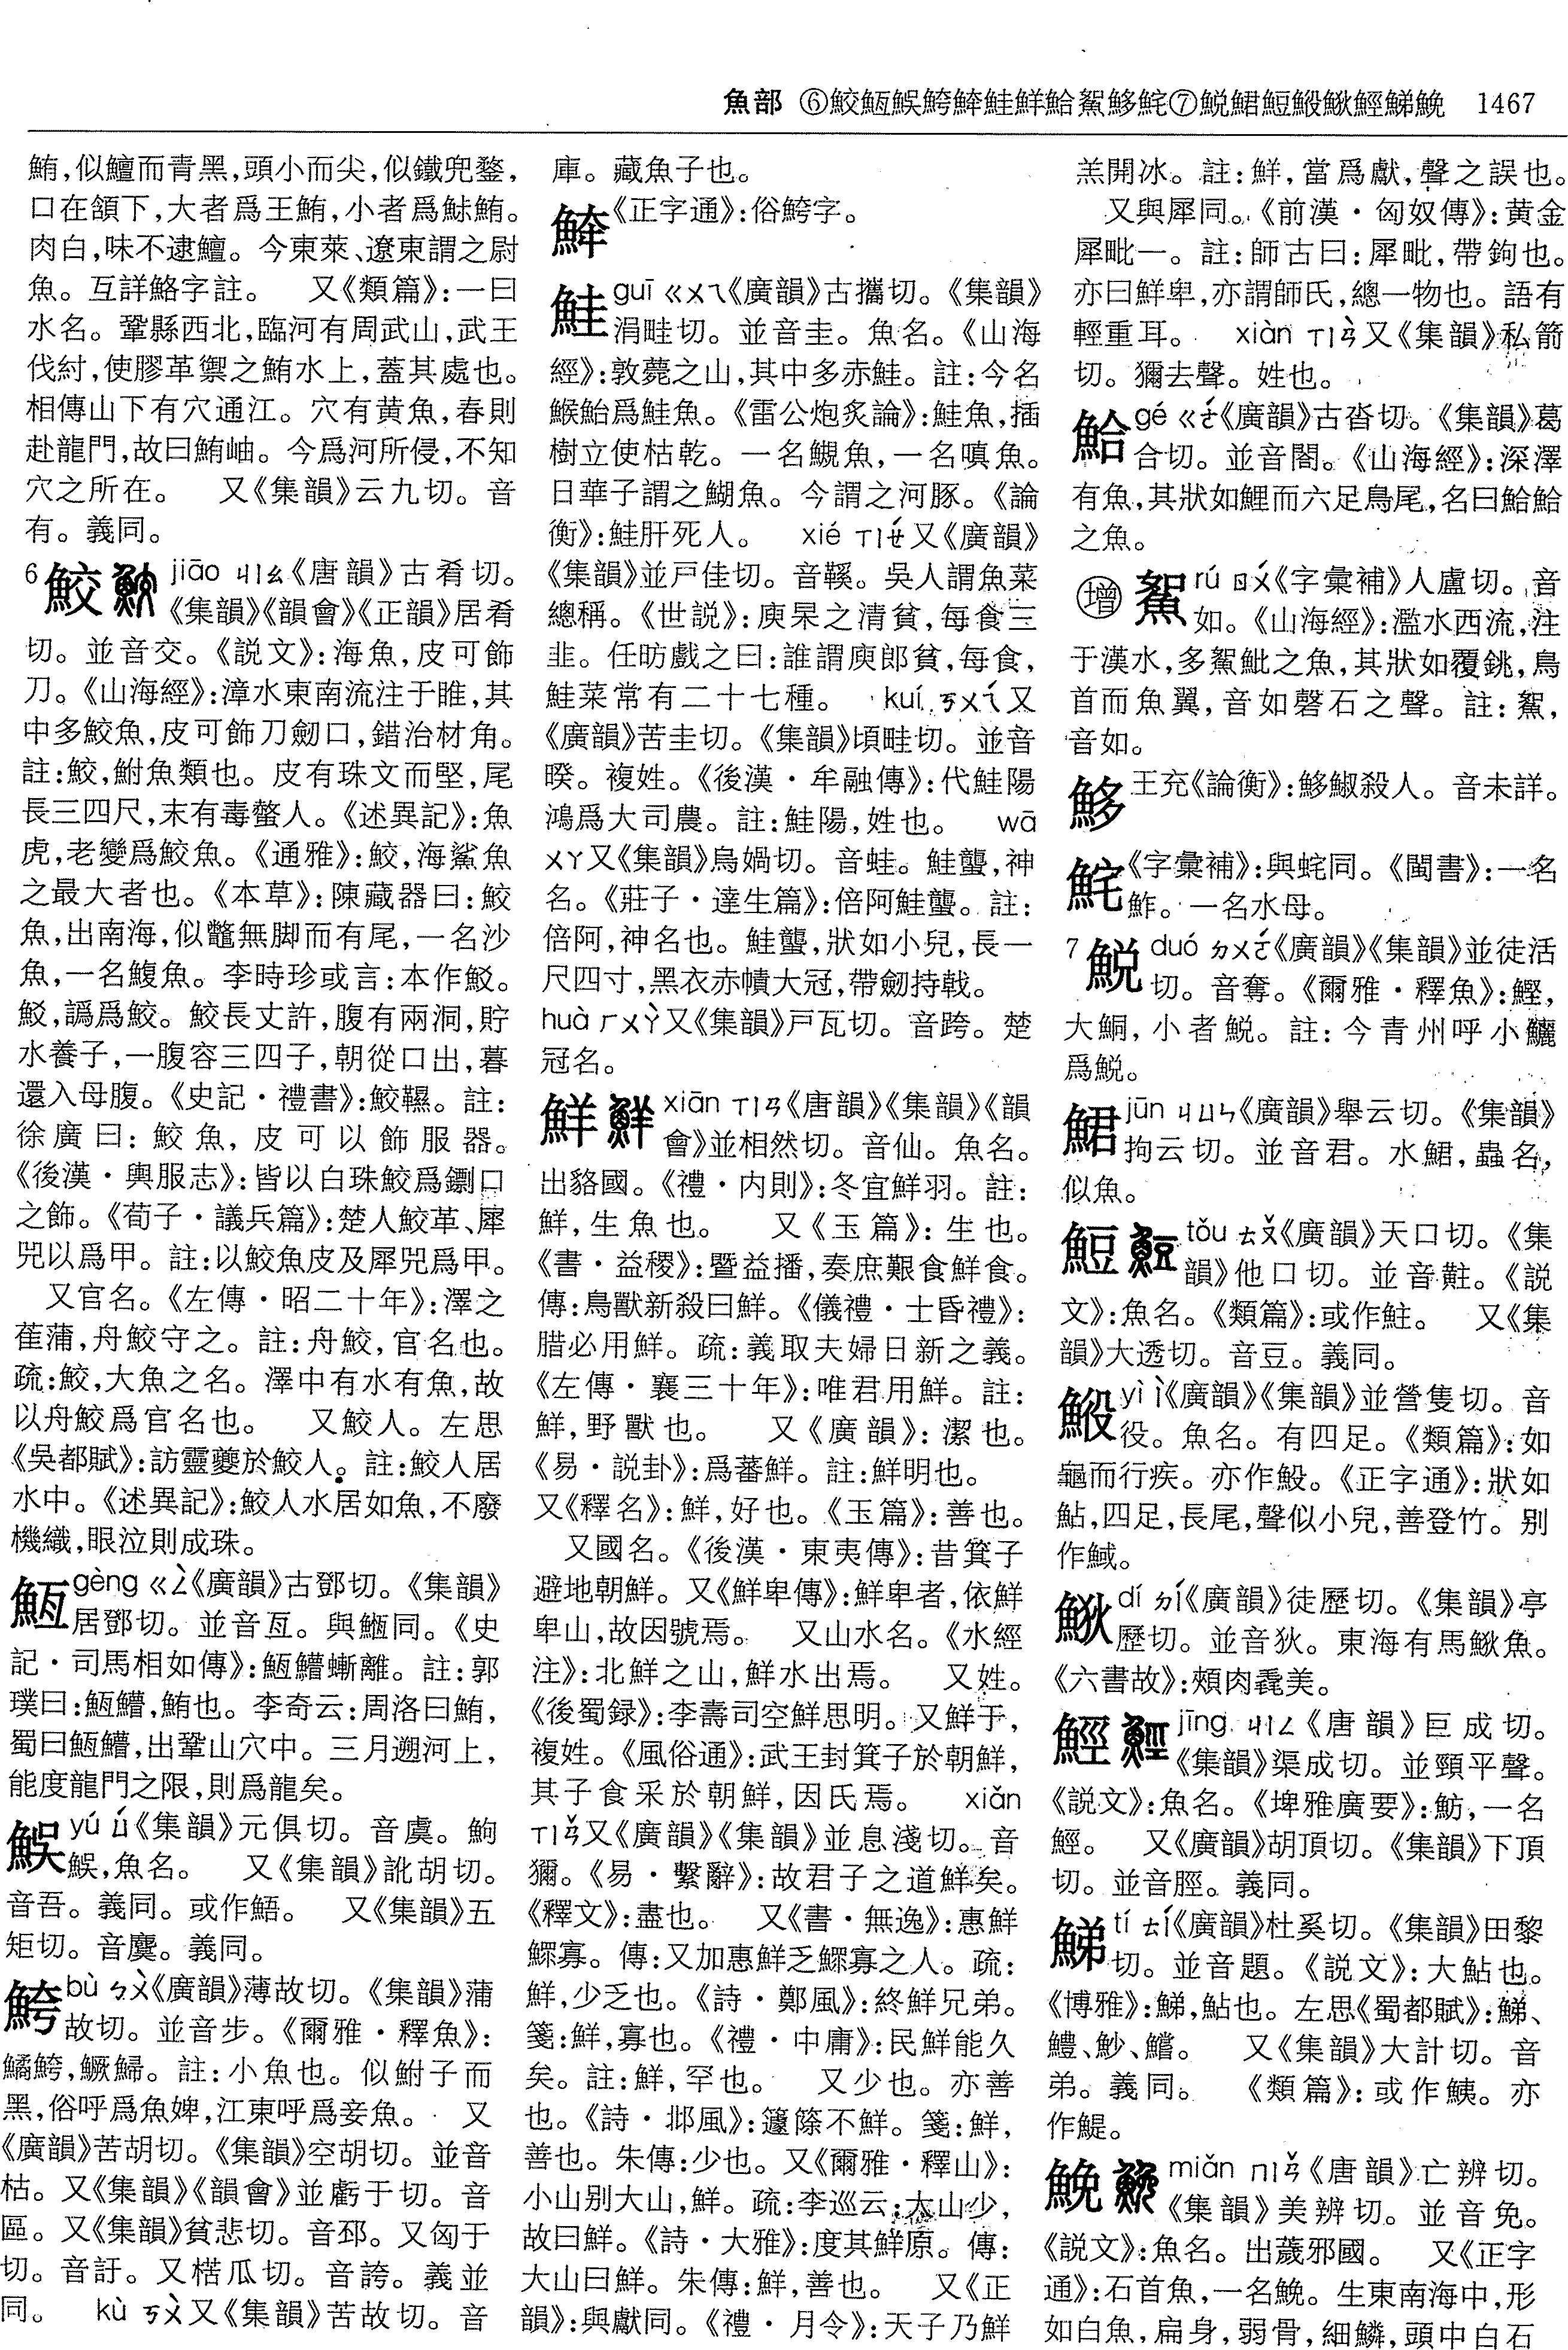 魚部 ⑥鮫䱍䱓鮬䱁鮭鮮鮯䰰𩶗䱌⑦鮵鮶䱏𩷍𩷎䱓鮷鮸 1467
鮪,似鱣而青黑,頭小而尖,似鐵兜鍪,
口在頷下,大者爲王鮪,小者爲鮛鮪。
肉白,味不逮鱣。今東萊、遼東謂之尉
魚。互詳鮥字註。 又《類篇》:一曰
水名。鞏縣西北,臨河有周武山,武王
伐紂,使膠革禦之鮪水上,蓋其處也。
相傳山下有穴通江。穴有黄魚,春則
赴龍門,故曰鮪岫。今爲河所侵,不知
穴之所在。 又《集韻》云九切。音
有。義同。
6 鮫 jiāo ㄐㄧㄠ《唐韻》古肴切。
《集韻》《韻會》《正韻》居肴
切。並音交。《説文》:海魚,皮可飾
刀。《山海經》:漳水東南流注于睢,其
中多鮫魚,皮可飾刀劒口,錯治材角。
註:鮫,鮒魚類也。皮有珠文而堅,尾
長三四尺,末有毒螫人。《述異記》:魚
虎,老變爲鮫魚。《通雅》:鮫,海鯊魚
之最大者也。《本草》:陳藏器曰:鮫
魚,出南海,似鼈無脚而有尾,一名沙
魚,一名鰒魚。李時珍或言:本作鮁。
鮁,譌爲鮫。鮫長丈許,腹有兩洞,貯
水養子,一腹容三四子,朝從口出,暮
還入母腹。《史記·禮書》:鮫韅。註:
徐廣曰:鮫魚,皮可以飾服器。
《後漢·輿服志》:皆以白珠鮫爲鐗口
之飾。《荀子·議兵篇》:楚人鮫革、犀
兕以爲甲。註:以鮫魚皮及犀兕爲甲。
又官名。《左傳·昭二十年》:澤之
萑蒲,舟鮫守之。註:舟鮫,官名也。
疏:鮫,大魚之名。澤中有水有魚,故
以舟鮫爲官名也。 又鮫人。左思
《吳都賦》:訪靈夔於鮫人。註:鮫人居
水中。《述異記》:鮫人水居如魚,不廢
機織,眼泣則成珠。
䱍 gèng ㄍㄥˋ《廣韻》古鄧切。《集韻》
居鄧切。並音亙。與䱭同。《史
記·司馬相如傳》:䱍䲛螹離。註:郭
璞曰:䱍䲛,鮪也。李奇云:周洛曰鮪,
蜀曰䱍䲛,出鞏山穴中。三月遡河上,
能度龍門之限,則爲龍矣。
yú ㄩˊ《集韻》元俱切。音虞。鮈
,魚名。 又《集韻》訛胡切。
音吾。義同。或作鯃。 又《集韻》五
矩切。音麌。義同。
鮬 bù ㄅㄨˋ《廣韻》薄故切。《集韻》蒲
故切。並音步。《爾雅·釋魚》:
鱊鮬,鱖鯞。註:小魚也。似鮒子而
黑,俗呼爲魚婢,江東呼爲妾魚。 又
《廣韻》苦胡切。《集韻》空胡切。並音
枯。又《集韻》《韻會》並虧于切。音
區。又《集韻》貧悲切。音邳。又匈于
切。音訏。又楛瓜切。音誇。義並
同。 kù ㄎㄨˋ又《集韻》苦故切。音
庫。藏魚子也。
《正字通》:俗鮬字。
鮭 guī ㄍㄨㄟ《廣韻》古攜切。《集韻》
涓畦切。並音圭。魚名。《山海
經》:敦薨之山,其中多赤鮭。註:今名
鯸鮐爲鮭魚。《雷公炮炙論》:鮭魚,插
樹立使枯乾。一名䲅魚,一名嗔魚。
日華子謂之鰗魚。今謂之河豚。《論
衡》:鮭肝死人。 xié ㄒㄧㄝˊ又《廣韻》
《集韻》並戸佳切。音鞵。吳人謂魚菜
總稱。《世説》:庾杲之清貧,每食三
韭。任昉戲之曰:誰謂庾郎貧,每食,
鮭菜常有二十七種。 kuí ㄎㄨㄟˊ又
《廣韻》苦圭切。《集韻》頃畦切。並音
睽。複姓。《後漢·牟融傳》:代鮭陽
鴻爲大司農。註:鮭陽,姓也。 wā
ㄨㄚ又《集韻》烏媧切。音蛙。鮭蠪,神
名。《莊子·達生篇》:倍阿鮭蠪。註:
倍阿,神名也。鮭蠪,狀如小兒,長一
尺四寸,黑衣赤幘大冠,帶劒持戟。
huà ㄏㄨㄚˋ又《集韻》戸瓦切。音踝。楚
冠名。
鮮 xiān ㄒㄧㄢ《唐韻》《集韻》《韻
會》並相然切。音仙。魚名。
出貉國。《禮·内則》:冬宜鮮羽。註:
鮮,生魚也。 又《玉篇》:生也。
《書·益稷》:暨益播,奏庶艱食鮮食。
傳:鳥獸新殺曰鮮。《儀禮·士昏禮》:
腊必用鮮。疏:義取夫婦日新之義。
《左傳·襄三十年》:唯君用鮮。註:
鮮,野獸也。 又《廣韻》:潔也。
《易·説卦》:爲蕃鮮。註:鮮明也。
又《釋名》:鮮,好也。《玉篇》:善也。
又國名。《後漢·東夷傳》:昔箕子
避地朝鮮。又《鮮卑傳》:鮮卑者,依鮮
卑山,故因號焉。 又山水名。《水經
注》:北鮮之山,鮮水出焉。 又姓。
《後蜀録》:李壽司空鮮思明。又鮮于,
複姓。《風俗通》:武王封箕子於朝鮮,
其子食采於朝鮮,因氏焉。 xiǎn
ㄒㄧㄢˇ又《廣韻》《集韻》並息淺切。音
獮。《易·繫辭》:故君子之道鮮矣。
《釋文》:盡也。 又《書·無逸》:惠鮮
鰥寡。傳:又加惠鮮乏鰥寡之人。疏:
鮮,少乏也。《詩·鄭風》:終鮮兄弟。
箋:鮮,寡也。《禮·中庸》:民鮮能久
矣。註:鮮,罕也。 又少也。亦善
也。《詩·邶風》:籧篨不鮮。箋:鮮,
善也。朱傳:少也。又《爾雅·釋山》:
小山别大山,鮮。疏:李巡云:大山少,
故曰鮮。《詩·大雅》:度其鮮原。傳:
大山曰鮮。朱傳:鮮,善也。 又《正
韻》:與獻同。《禮·月令》:天子乃鮮
羔開冰。註:鮮,當爲獻,聲之誤也。
又與犀同。《前漢·匈奴傳》:黄金
犀毗一。註:師古曰:犀毗,帶鉤也。
亦曰鮮卑,亦謂師氏,總一物也。語有
輕重耳。 xiàn ㄒㄧㄢˋ又《集韻》私箭
切。獮去聲。姓也。
鮯 gé ㄍㄜˊ《廣韻》古沓切。《集韻》葛
合切。並音閤。《山海經》:深澤
有魚,其狀如鯉而六足鳥尾,名曰鮯鮯
之魚。
增 䰰 rú ㄖㄨˊ《字彙補》人盧切。音
如。《山海經》:濫水西流,注
于漢水,多䰰魮之魚,其狀如覆銚,鳥
首而魚翼,音如磬石之聲。註:䰰,
音如。
王充《論衡》:鯵䱙殺人。音未詳。
《字彙補》:與蛇同。《閩書》:一名
鮓。一名水母。
7 鮵 duó ㄉㄨㄛˊ《廣韻》《集韻》並徒活
切。音奪。《爾雅·釋魚》:鰹,
大鮦,小者鮵。註:今青州呼小鱺
爲鮵。
鮶 jūn ㄐㄩㄣ《廣韻》舉云切。《集韻》
拘云切。並音君。水鮶,蟲名,
似魚。
䱏 tǒu ㄊㄡˇ《廣韻》天口切。《集
韻》他口切。並音黈。《説
文》:魚名。《類篇》:或作䱌。 又《集
韻》大透切。音豆。義同。
yì ㄧˋ《廣韻》《集韻》並營隻切。音
役。魚名。有四足。《類篇》:如
龜而行疾。亦作䱛。《正字通》:狀如
鮎,四足,長尾,聲似小兒,善登竹。别
作䱛。
dí ㄉㄧˊ《廣韻》徒歷切。《集韻》亭
歷切。並音狄。東海有馬𩷎魚。
《六書故》:頰肉毳美。
jīng ㄐㄧㄥ《唐韻》巨成切。
《集韻》渠成切。並頸平聲。
《説文》:魚名。《埤雅廣要》:魴,一名
。 又《廣韻》胡頂切。《集韻》下頂
切。並音脛。義同。
鮷 tí ㄊㄧˊ《廣韻》杜奚切。《集韻》田黎
切。並音題。《説文》:大鮎也。
《博雅》:鮷,鮎也。左思《蜀都賦》:鮷、
鱧、魦、鱨。 又《集韻》大計切。音
弟。義同。 《類篇》:或作鮧。亦
作鯷。
鮸 miǎn ㄇㄧㄢˇ《唐韻》亡辨切。
《集韻》美辨切。並音免。
《説文》:魚名。出薉邪國。 又《正字
通》:石首魚,一名鮸。生東南海中,形
如白魚,扁身,弱骨,細鱗,頭中白石